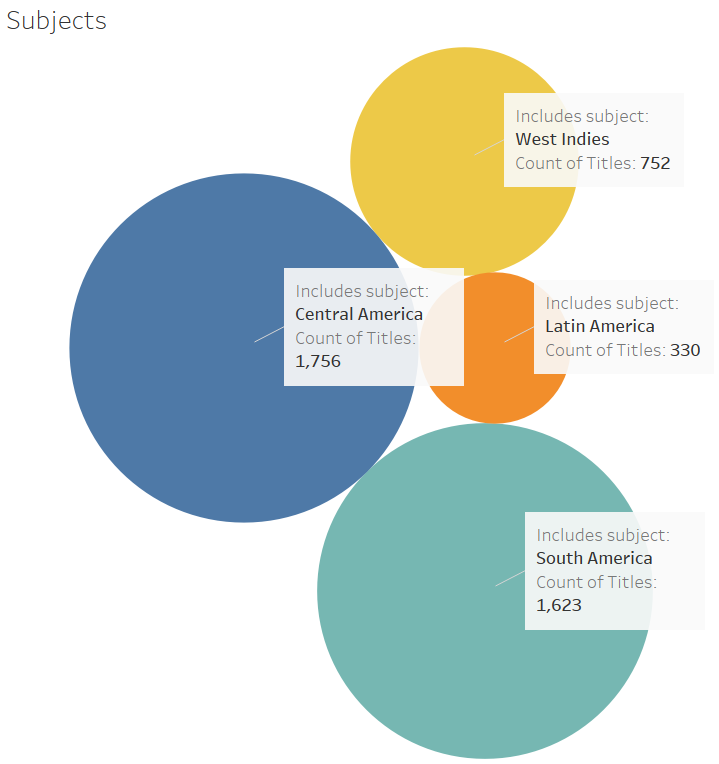 Subjects
Includes subject:
West Indies
Count of Titles: 752
Includes subject:
Central America
Count of Titles:
1,756
Includes subject:
Latin America
Count of Titles: 330
Includes subject:
South America
Count of Titles:
1,623